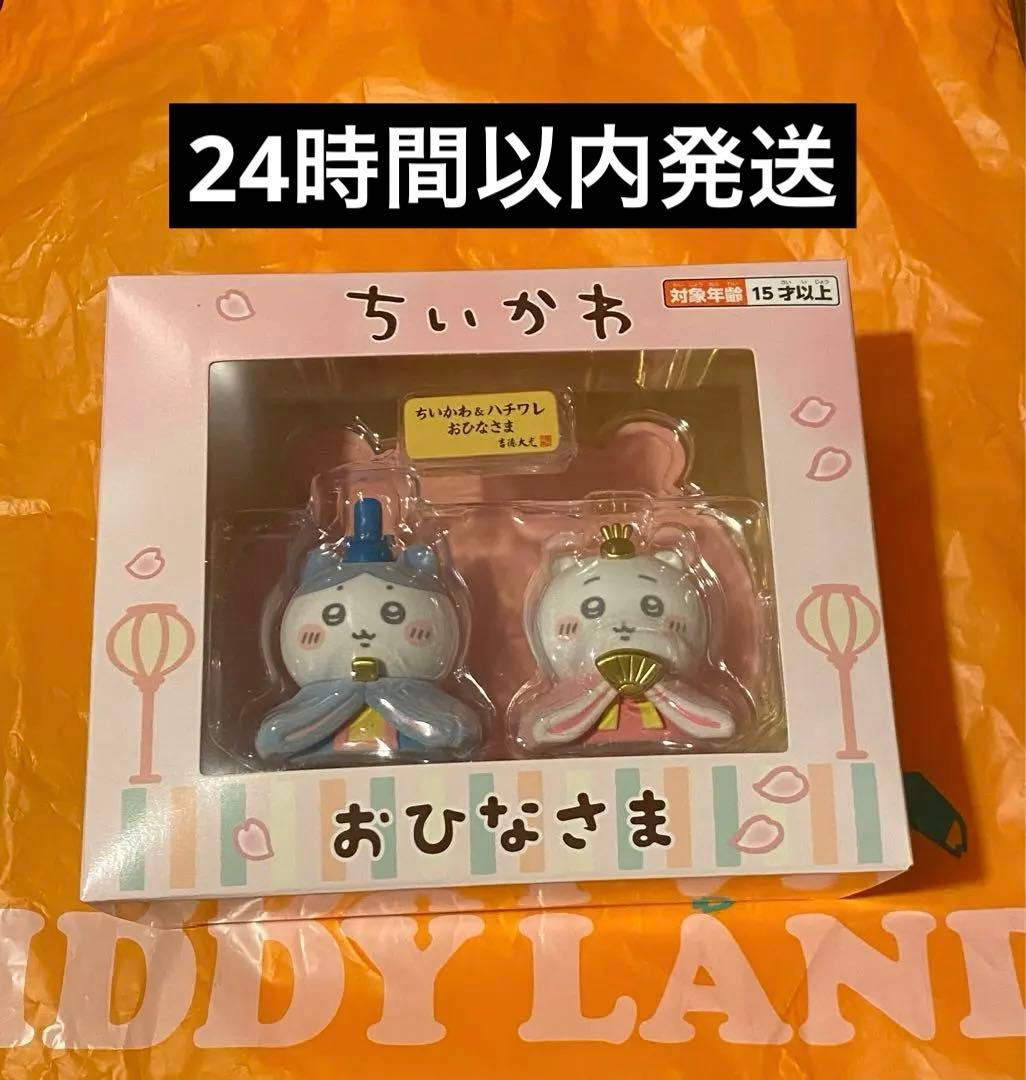 24時間以内発送
ちいかわ
対象年齢 15才以上
ちいかわ&ハチワレ
おひなさま
吉徳大光
おひなさま
IDDY LAND